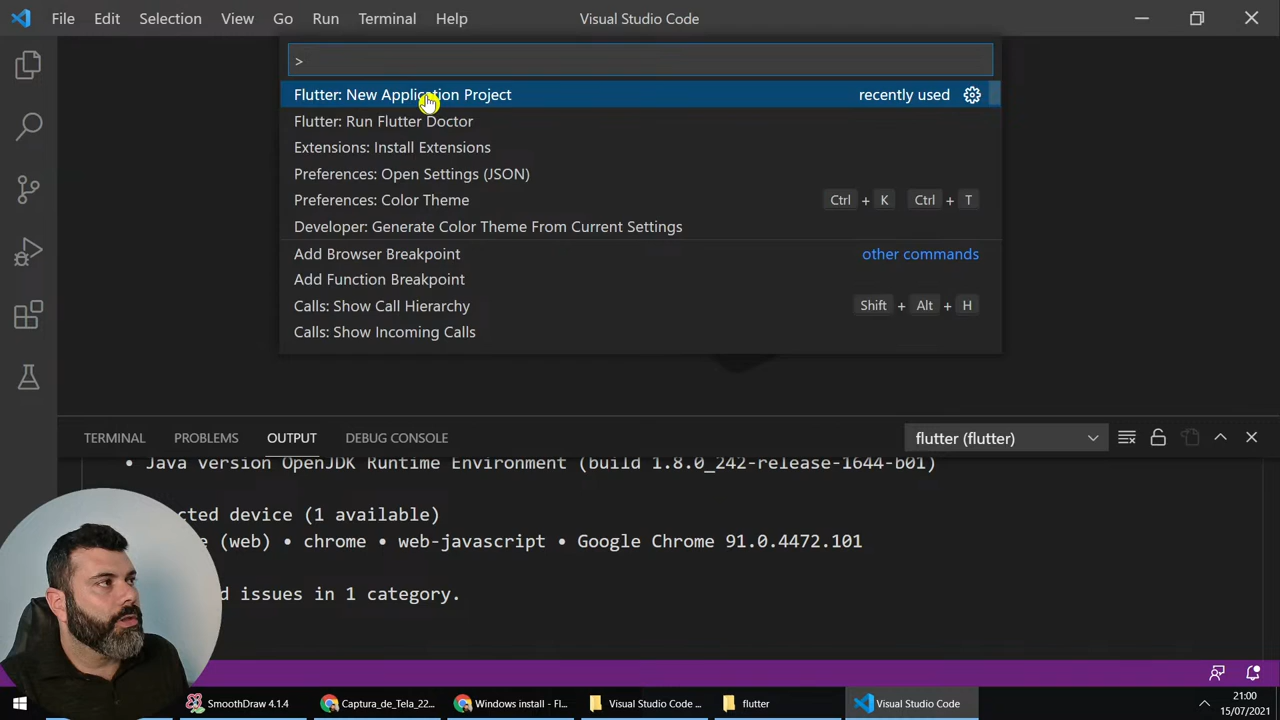 File Edit Selection View Go Run Terminal Help Visual Studio Code
>
Flutter: New Application Project recently used
Flutter: Run Flutter Doctor
Extensions: Install Extensions
Preferences: Open Settings (JSON)
Preferences: Color Theme Ctrl + K Ctrl + T
Developer: Generate Color Theme From Current Settings
Add Browser Breakpoint other commands
Add Function Breakpoint
Calls: Show Call Hierarchy Shift + Alt + H
Calls: Show Incoming Calls
TERMINAL PROBLEMS OUTPUT DEBUG CONSOLE flutter (flutter)
• Java version OpenJDK Runtime Environment (build 1.8.0_242-release-1644-b01)
device (1 available)
(web) • chrome • web-javascript • Google Chrome 91.0.4472.101
issues in 1 category.
SmoothDraw 4.1.4 Captura_de_Tela_22... Windows install - Fl... Visual Studio Code ... flutter Visual Studio Code 21:00
15/07/2021